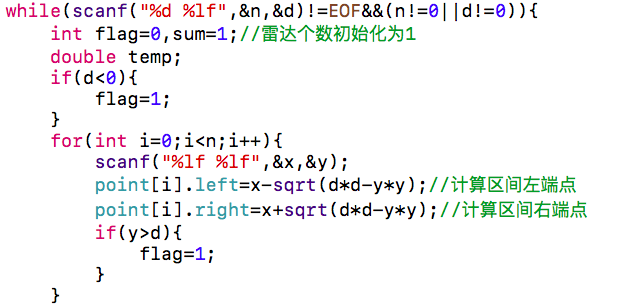 while(scanf("%d %lf",&n,&d)!=EOF&&(n!=0||d!=0)){
    int flag=0,sum=1;//雷达个数初始化为1
    double temp;
    if(d<0){
        flag=1;
    }
    for(int i=0;i<n;i++){
        scanf("%lf %lf",&x,&y);
        point[i].left=x-sqrt(d*d-y*y);//计算区间左端点
        point[i].right=x+sqrt(d*d-y*y);//计算区间右端点
        if(y>d){
            flag=1;
        }
    }